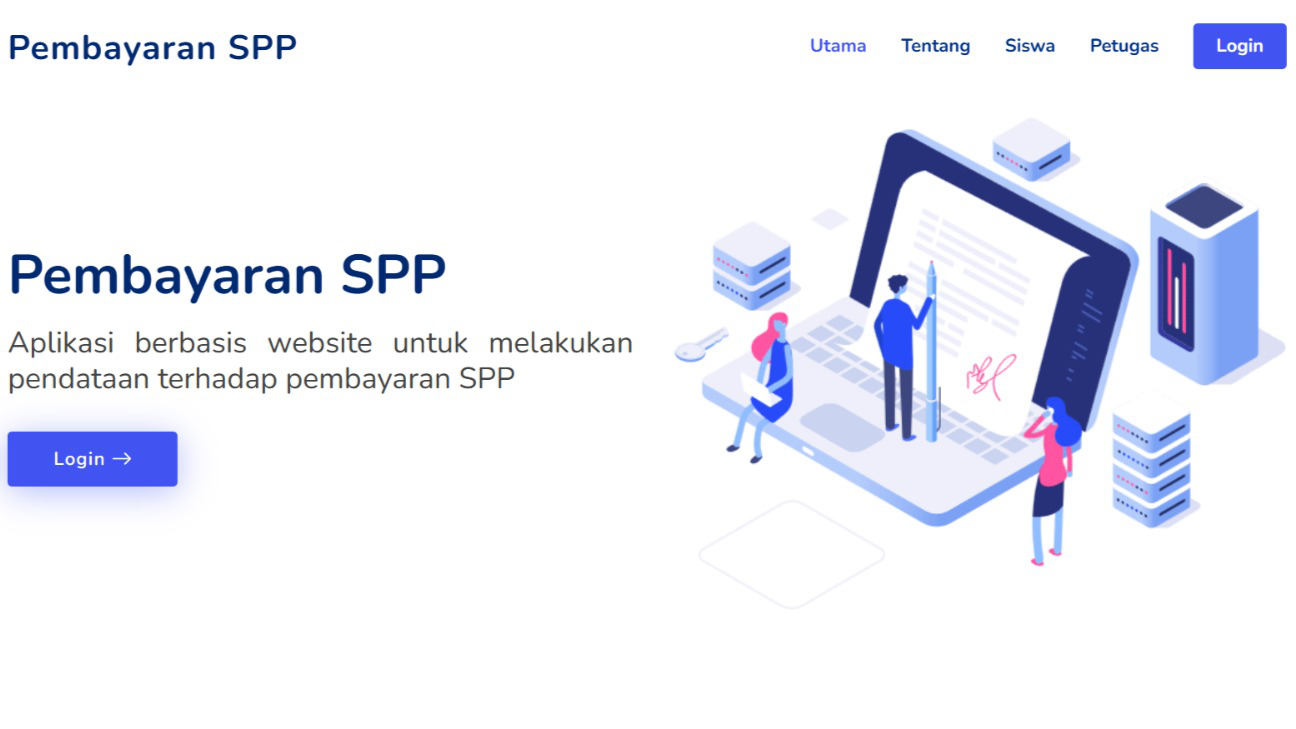 Pembayaran SPP
Utama
Tentang
Siswa
Petugas
Login
Pembayaran SPP
Aplikasi berbasis website untuk melakukan
pendataan terhadap pembayaran SPP
Login →